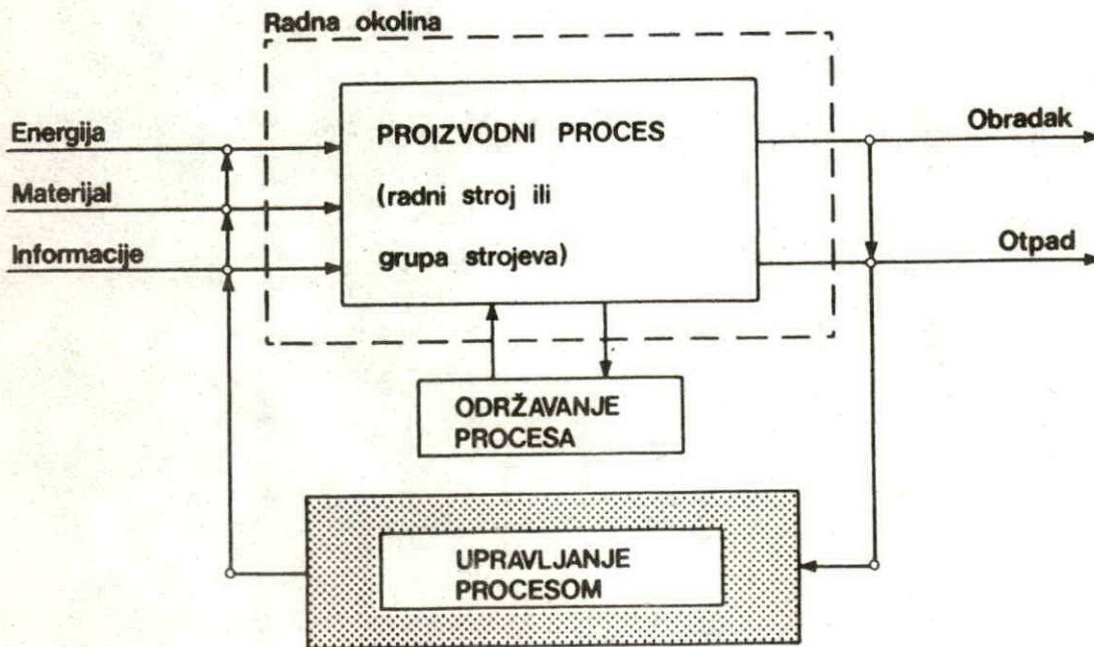 Radna okolina
Energija
Materijal
Informacije
PROIZVODNI PROCES
(radni stroj ili
grupa strojeva)
Obradak
Otpad
ODRŽAVANJE
PROCESA
UPRAVLJANJE
PROCESOM